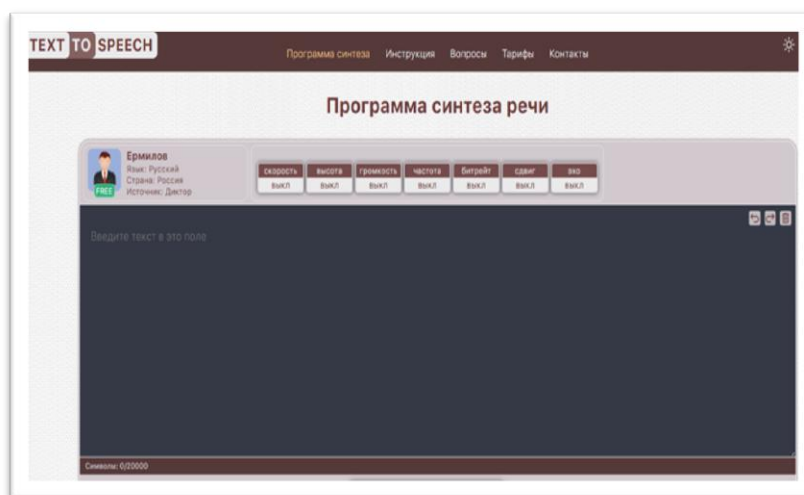 TEXT TO SPEECH
Программа синтеза Инструкция Вопросы Тарифы Контакты
Программа синтеза речи
Ермилов
Язык: Русский
Страна: Россия
Источник: Диктор
FREE
скорость высота громкость частота битрейт сдвиг эхо
выкл выкл выкл выкл выкл выкл выкл
Введите текст в это поле
Символы: 0/20000